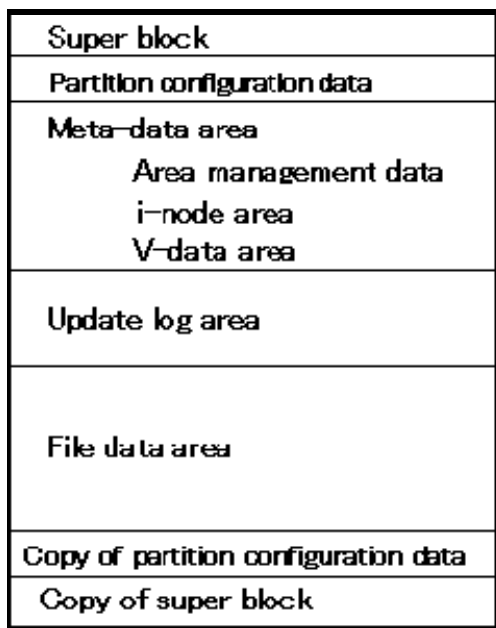 Super block
Partition configuration data
Meta-data area
Area management data
i-node area
V-data area
Update log area
File data area
Copy of partition configuration data
Copy of super block